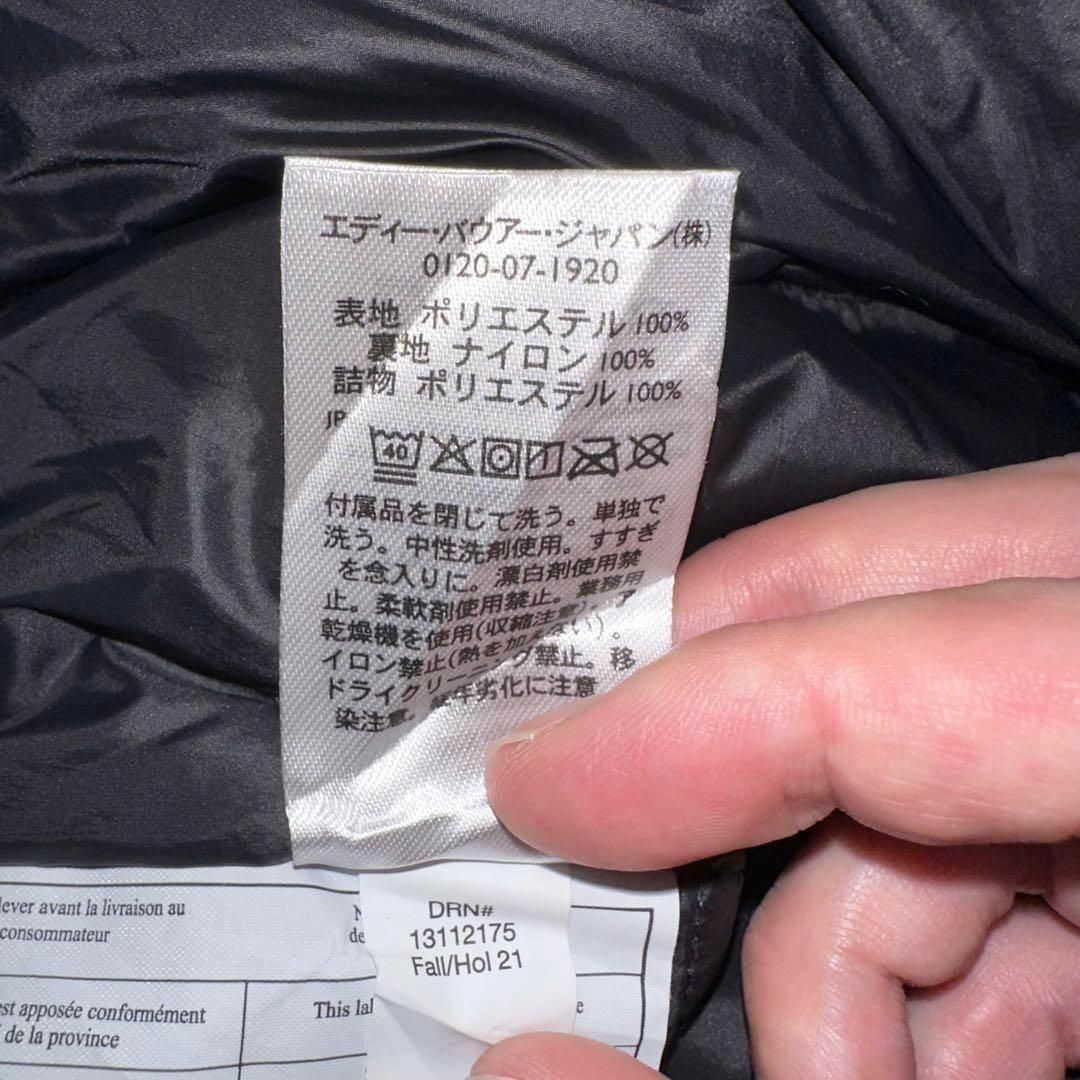 エディー・バウアー・ジャパン(株)
0120-07-1920
表地 ポリエステル 100%
裏地 ナイロン 100%
詰物 ポリエステル 100%
JP
40
付属品を閉じて洗う。単独で
洗う。中性洗剤使用。すすぎ
を念入りに。漂白剤使用禁
止。柔軟剤使用禁止。業務用
乾燥機を使用(収縮注意)。ア
イロン禁止(熱を加えない)。
ドライクリーニング禁止。移
染注意。経年劣化に注意
lever avant la livraison au
consommateur
DRN#
13112175
Fall/Hol 21
est apposée conformément
de la province
This